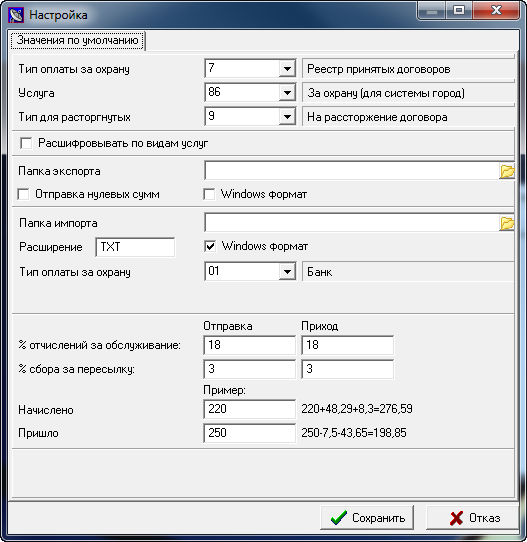 Настройка
Значения по умолчанию
Тип оплаты за охрану 7 Реестр принятых договоров
Услуга 86 За охрану (для системы город)
Тип для расторгнутых 9 На рассторжение договора
Расшифровывать по видам услуг
Папка экспорта
Отправка нулевых сумм Windows формат
Папка импорта
Расширение TXT Windows формат
Тип оплаты за охрану 01 Банк
Отправка Приход
% отчислений за обслуживание: 18 18
% сбора за пересылку: 3 3
Пример:
Начислено 220 220+48,29+8,3=276,59
Пришло 250 250-7,5-43,65=198,85
Сохранить Отказ